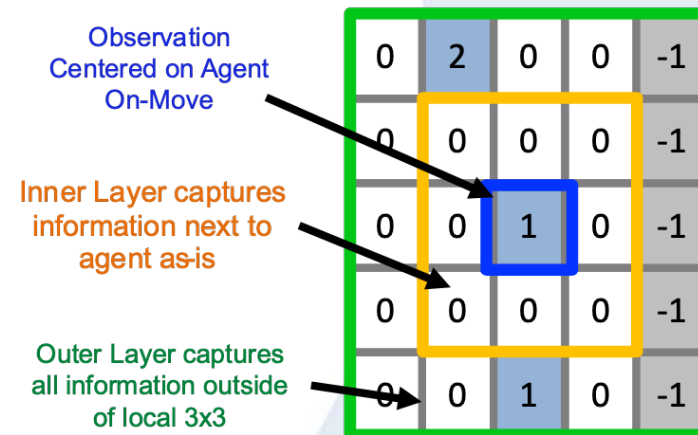 Observation
Centered on Agent
On-Move
Inner Layer captures
information next to
agent as-is
Outer Layer captures
all information outside
of local 3x3
0 2 0 0 -1
0 0 0 0 -1
0 0 1 0 -1
0 0 0 0 -1
0 0 1 0 -1